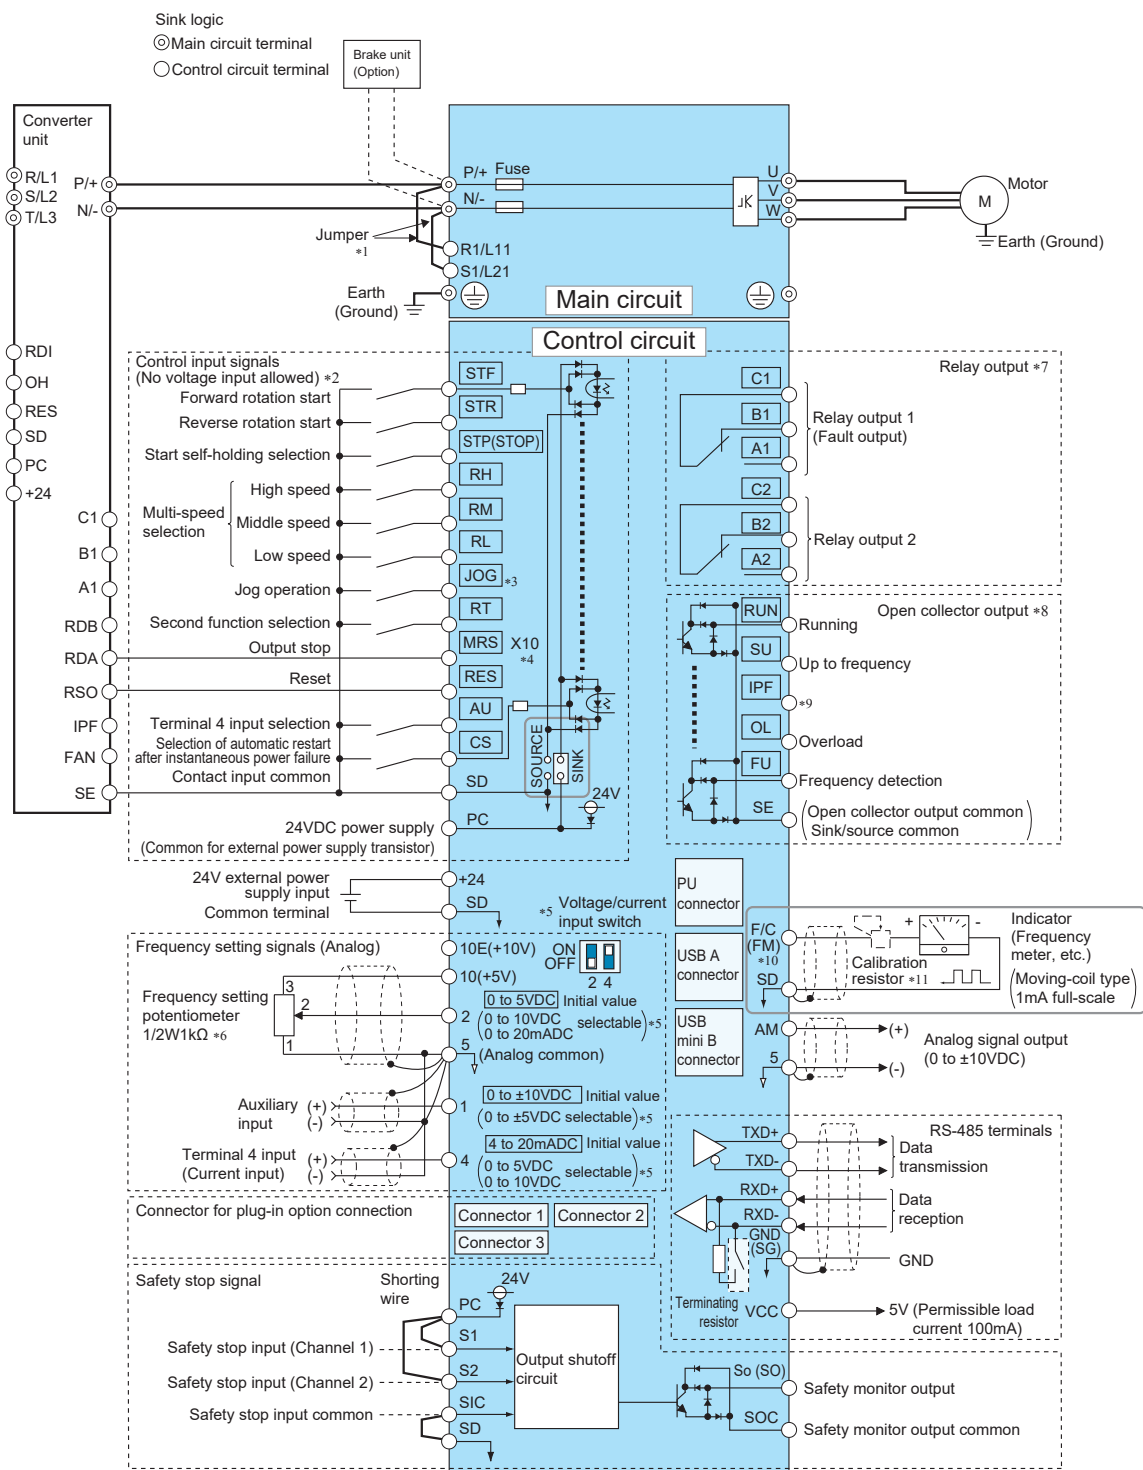 Sink logic
Main circuit terminal
Control circuit terminal
Brake unit
(Option)
Converter
unit
R/L1
S/L2
T/L3
P/+
N/-
P/+
Fuse
N/-
Jumper
*1
R1/L11
S1/L21
Earth
(Ground)
U
V
W
M
Motor
Earth (Ground)
Main circuit
Control circuit
RDI
OH
RES
SD
PC
+24
C1
B1
A1
RDB
RDA
RSO
IPF
FAN
SE
Control input signals
(No voltage input allowed) *2
Forward rotation start
Reverse rotation start
Start self-holding selection
Multi-speed
selection
High speed
Middle speed
Low speed
Jog operation
Second function selection
Output stop
Reset
Terminal 4 input selection
Selection of automatic restart
after instantaneous power failure
Contact input common
24VDC power supply
(Common for external power supply transistor)
STF
STR
STP(STOP)
RH
RM
RL
JOG *3
RT
MRS X10
*4
RES
AU
CS
SD
PC
SOURCE
SINK
24V
Relay output *7
C1
B1
A1
Relay output 1
(Fault output)
C2
B2
A2
Relay output 2
Open collector output *8
RUN
Running
SU
Up to frequency
IPF
*9
OL
Overload
FU
Frequency detection
SE
(Open collector output common
Sink/source common)
24V external power
supply input
Common terminal
+24
SD
*5 Voltage/current
input switch
ON
OFF
2 4
PU
connector
USB A
connector
USB
mini B
connector
Frequency setting signals (Analog)
Frequency setting
potentiometer
1/2W1kΩ *6
3
2
1
10E(+10V)
10(+5V)
2
0 to 5VDC Initial value
(0 to 10VDC
0 to 20mADC selectable)*5
5
(Analog common)
Auxiliary
input
(+)
(-)
1
0 to ±10VDC Initial value
(0 to ±5VDC selectable)*5
Terminal 4 input
(Current input)
(+)
(-)
4
4 to 20mADC Initial value
(0 to 5VDC
0 to 10VDC selectable)*5
F/C
(FM)
*10
SD
+
-
Calibration
resistor *11
Indicator
(Frequency
meter, etc.)
(Moving-coil type
1mA full-scale)
AM
5
(+)
(-)
Analog signal output
(0 to ±10VDC)
RS-485 terminals
TXD+
TXD-
Data
transmission
RXD+
RXD-
Data
reception
GND
(SG)
GND
Terminating
resistor
VCC
5V (Permissible load
current 100mA)
Connector for plug-in option connection
Connector 1
Connector 2
Connector 3
Safety stop signal
Shorting
wire
24V
PC
S1
S2
SIC
SD
Safety stop input (Channel 1)
Safety stop input (Channel 2)
Safety stop input common
Output shutoff
circuit
So (SO)
Safety monitor output
SOC
Safety monitor output common